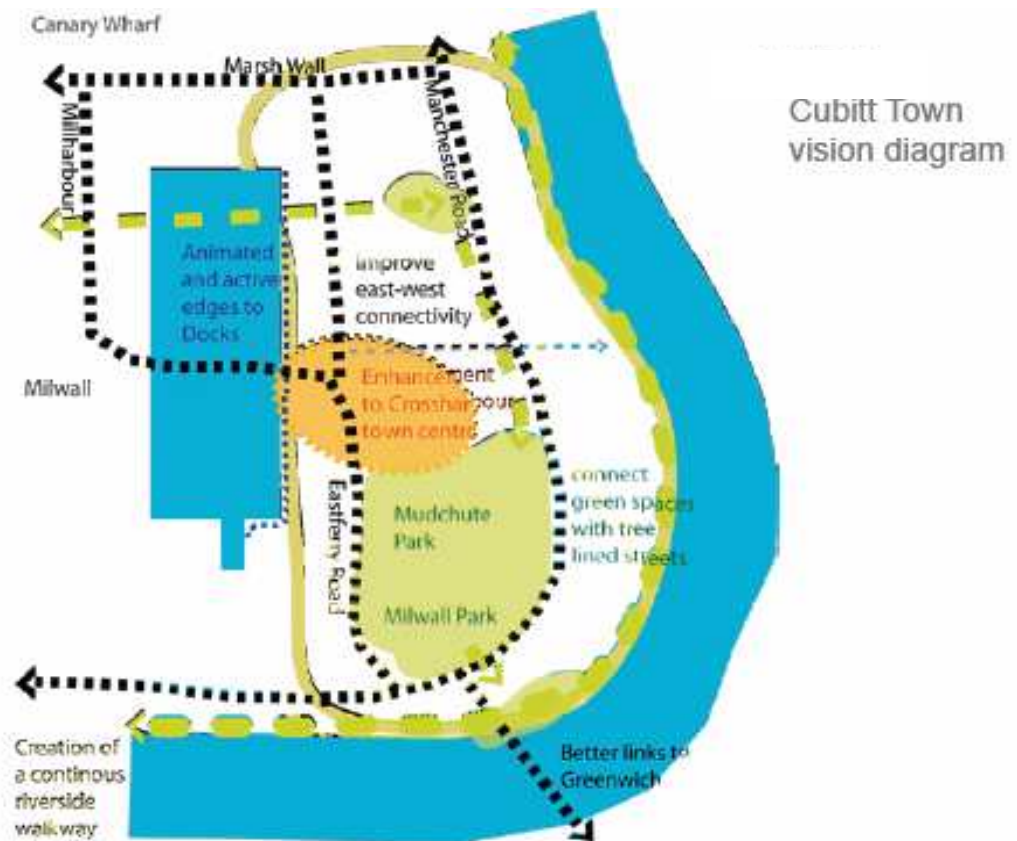 Canary Wharf
Marsh Wall
Cubitt Town
vision diagram
Millharbour
Manchester Road
Animated
and active
edges to
Docks
improve
east-west
connectivity
Milwall
Enhancement
to Crossharbour
town centre
Eastferry Road
Mudchute
Park
connect
green spaces
with tree
lined streets
Milwall Park
Creation of
a continous
riverside
walkway
Better links to
Greenwich